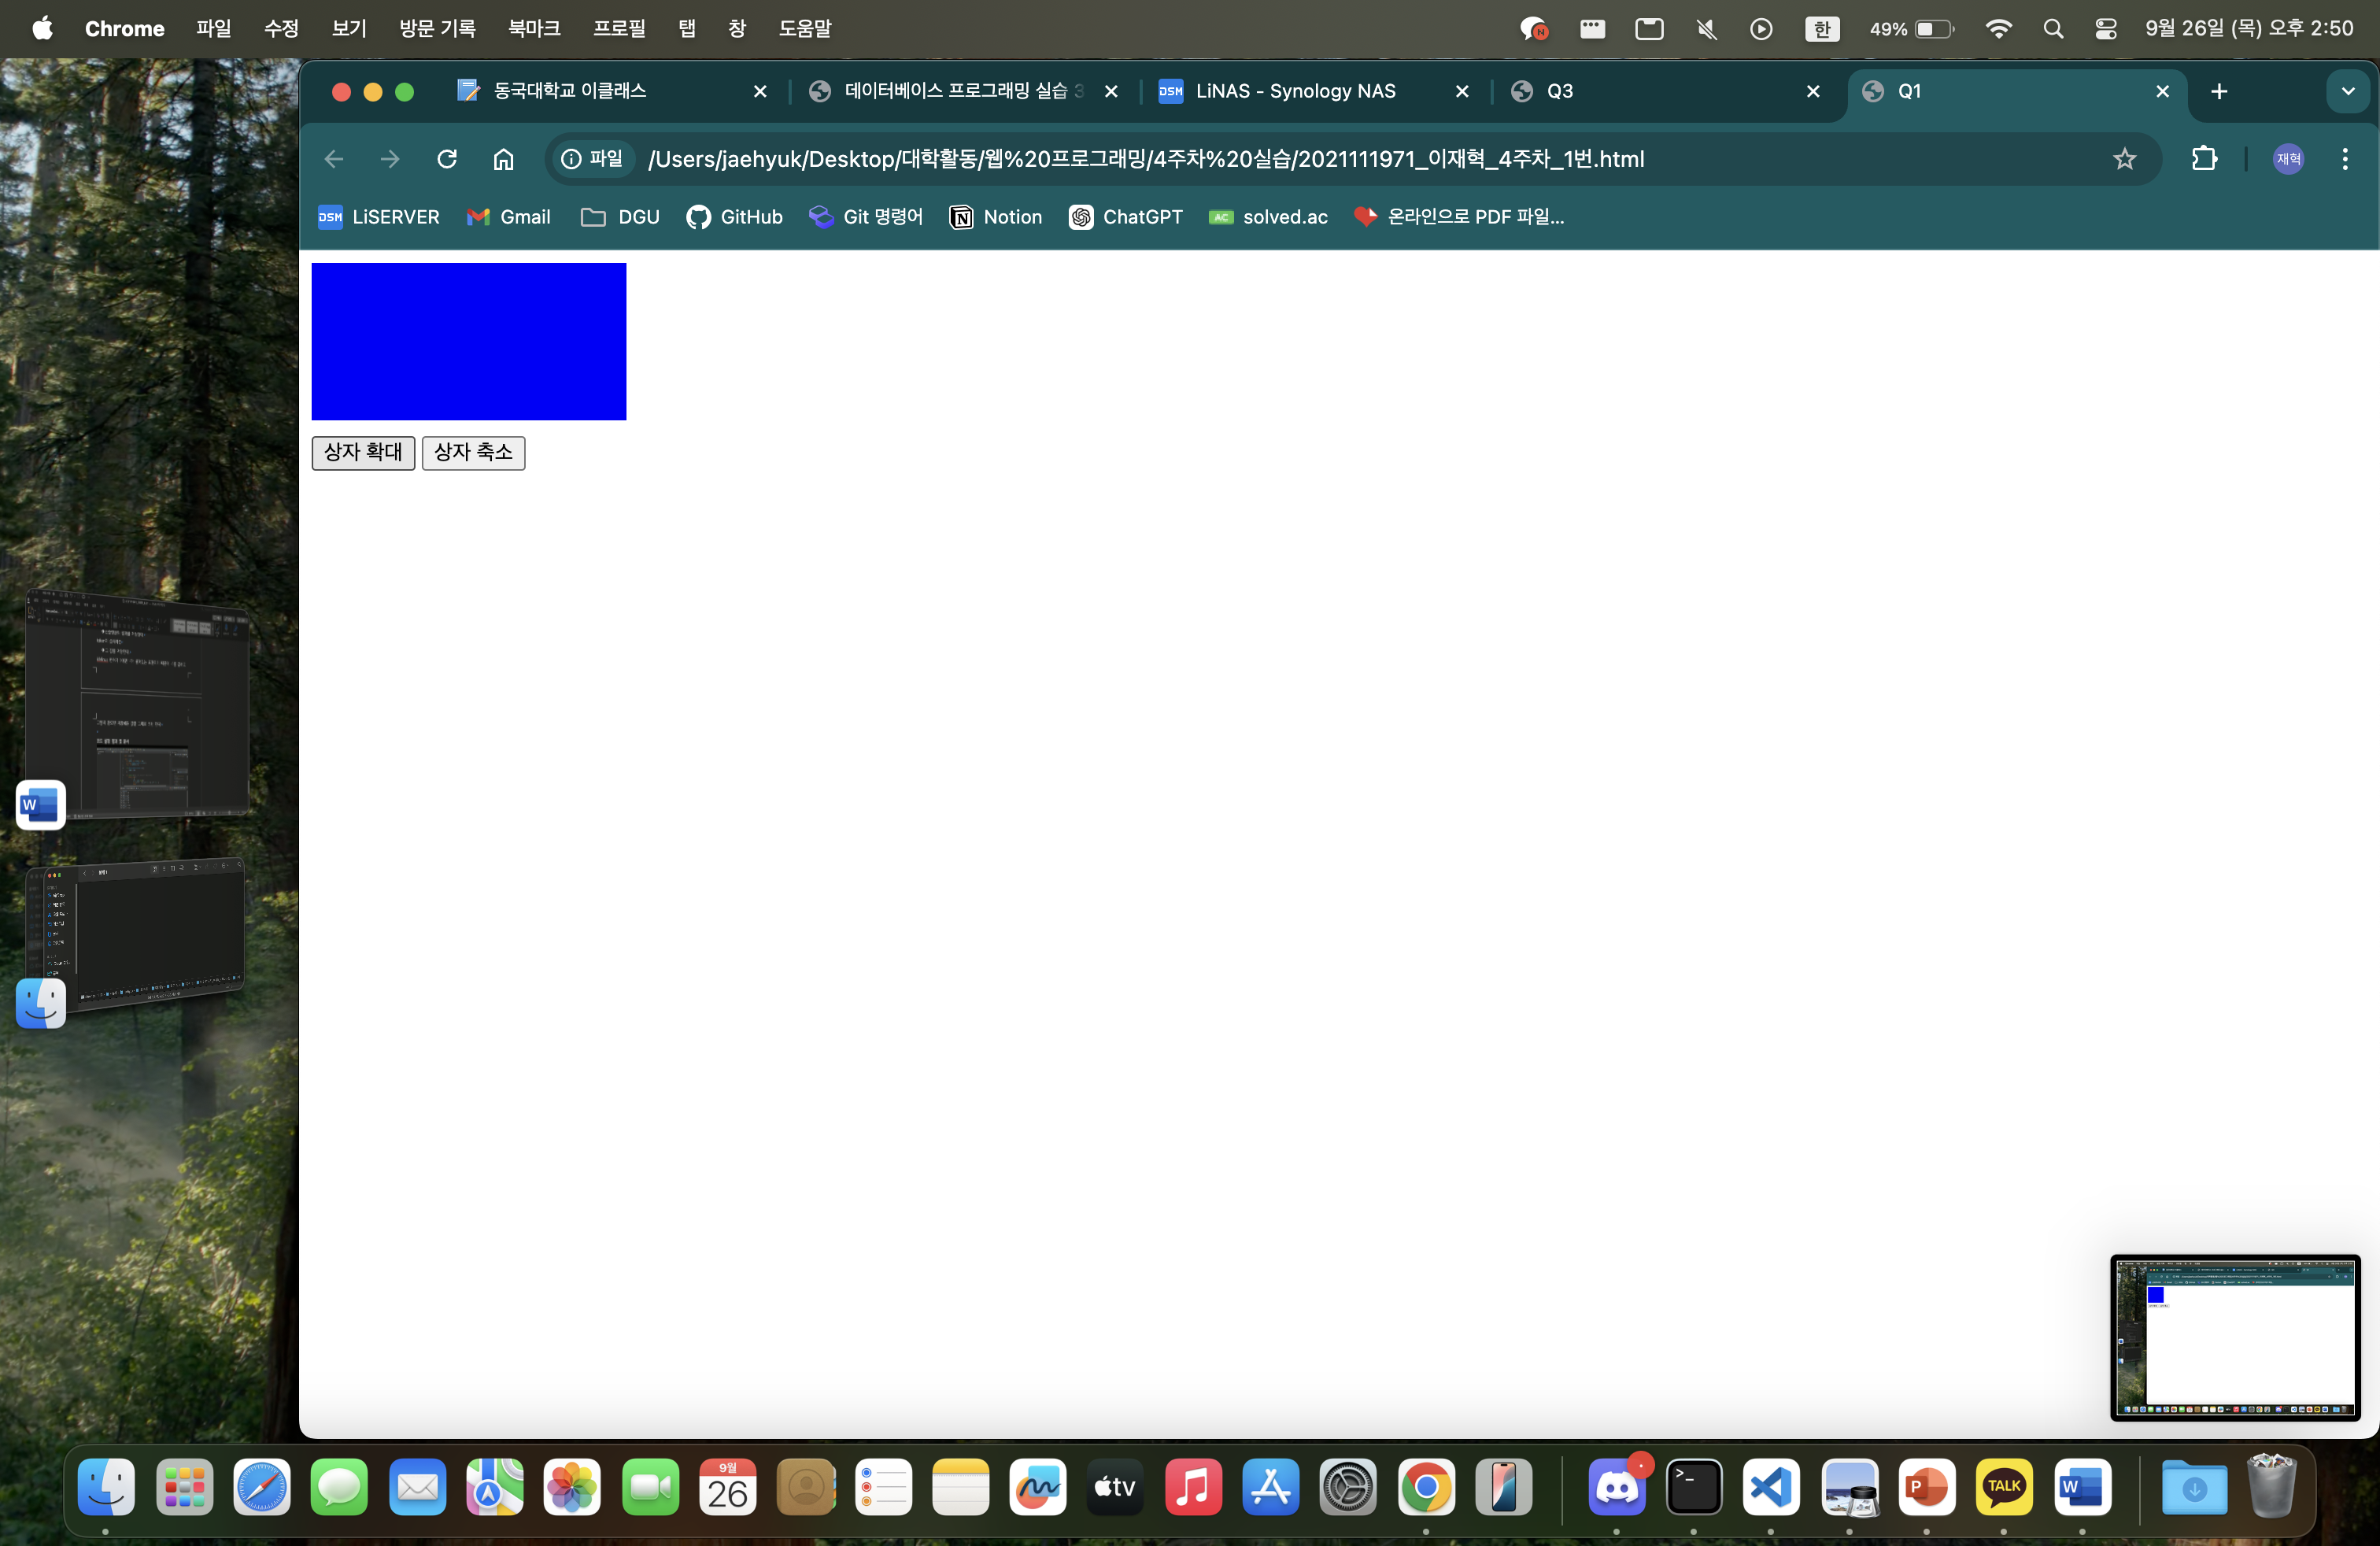 Chrome 파일 수정 보기 방문 기록 북마크 프로필 탭 창 도움말 한 49% 9월 26일 (목) 오후 2:50
동국대학교 이클래스 데이터베이스 프로그래밍 실습 3 DSM LiNAS - Synology NAS Q3 Q1
파일 /Users/jaehyuk/Desktop/대학활동/웹%20프로그래밍/4주차%20실습/2021111971_이재혁_4주차_1번.html 재혁
DSM LiSERVER Gmail DGU GitHub Git 명령어 Notion ChatGPT AC solved.ac 온라인으로 PDF 파일...
상자 확대 상자 축소
W
9월
26
tv
TALK
P
W